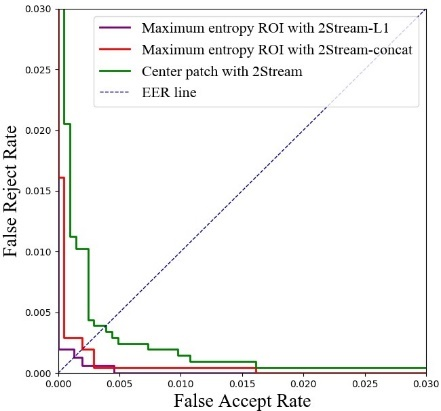 0.030
0.025
0.020
0.015
0.010
0.005
0.000
False Reject Rate
Maximum entropy ROI with 2Stream-L1
Maximum entropy ROI with 2Stream-concat
Center patch with 2Stream
EER line
0.000 0.005 0.010 0.015 0.020 0.025 0.030
False Accept Rate